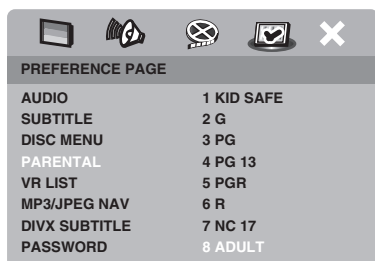 PREFERENCE PAGE
AUDIO 1 KID SAFE
SUBTITLE 2 G
DISC MENU 3 PG
PARENTAL 4 PG 13
VR LIST 5 PGR
MP3/JPEG NAV 6 R
DIVX SUBTITLE 7 NC 17
PASSWORD 8 ADULT